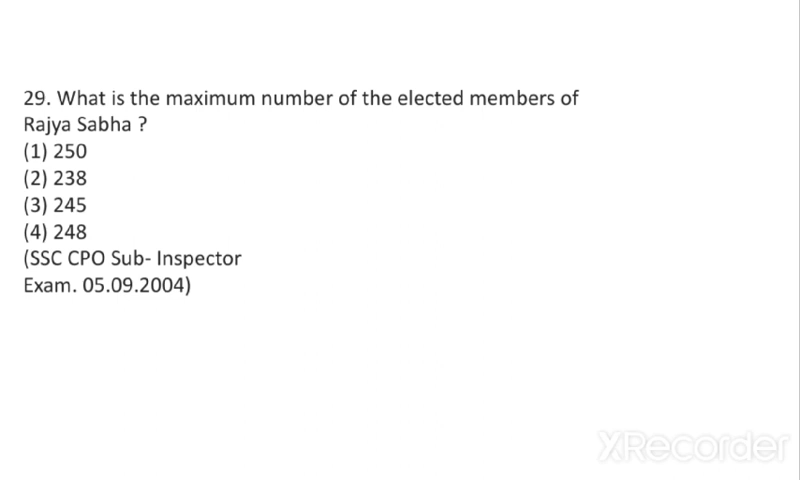 29. What is the maximum number of the elected members of
Rajya Sabha ?
(1) 250
(2) 238
(3) 245
(4) 248
(SSC CPO Sub- Inspector
Exam. 05.09.2004)
XRecorder